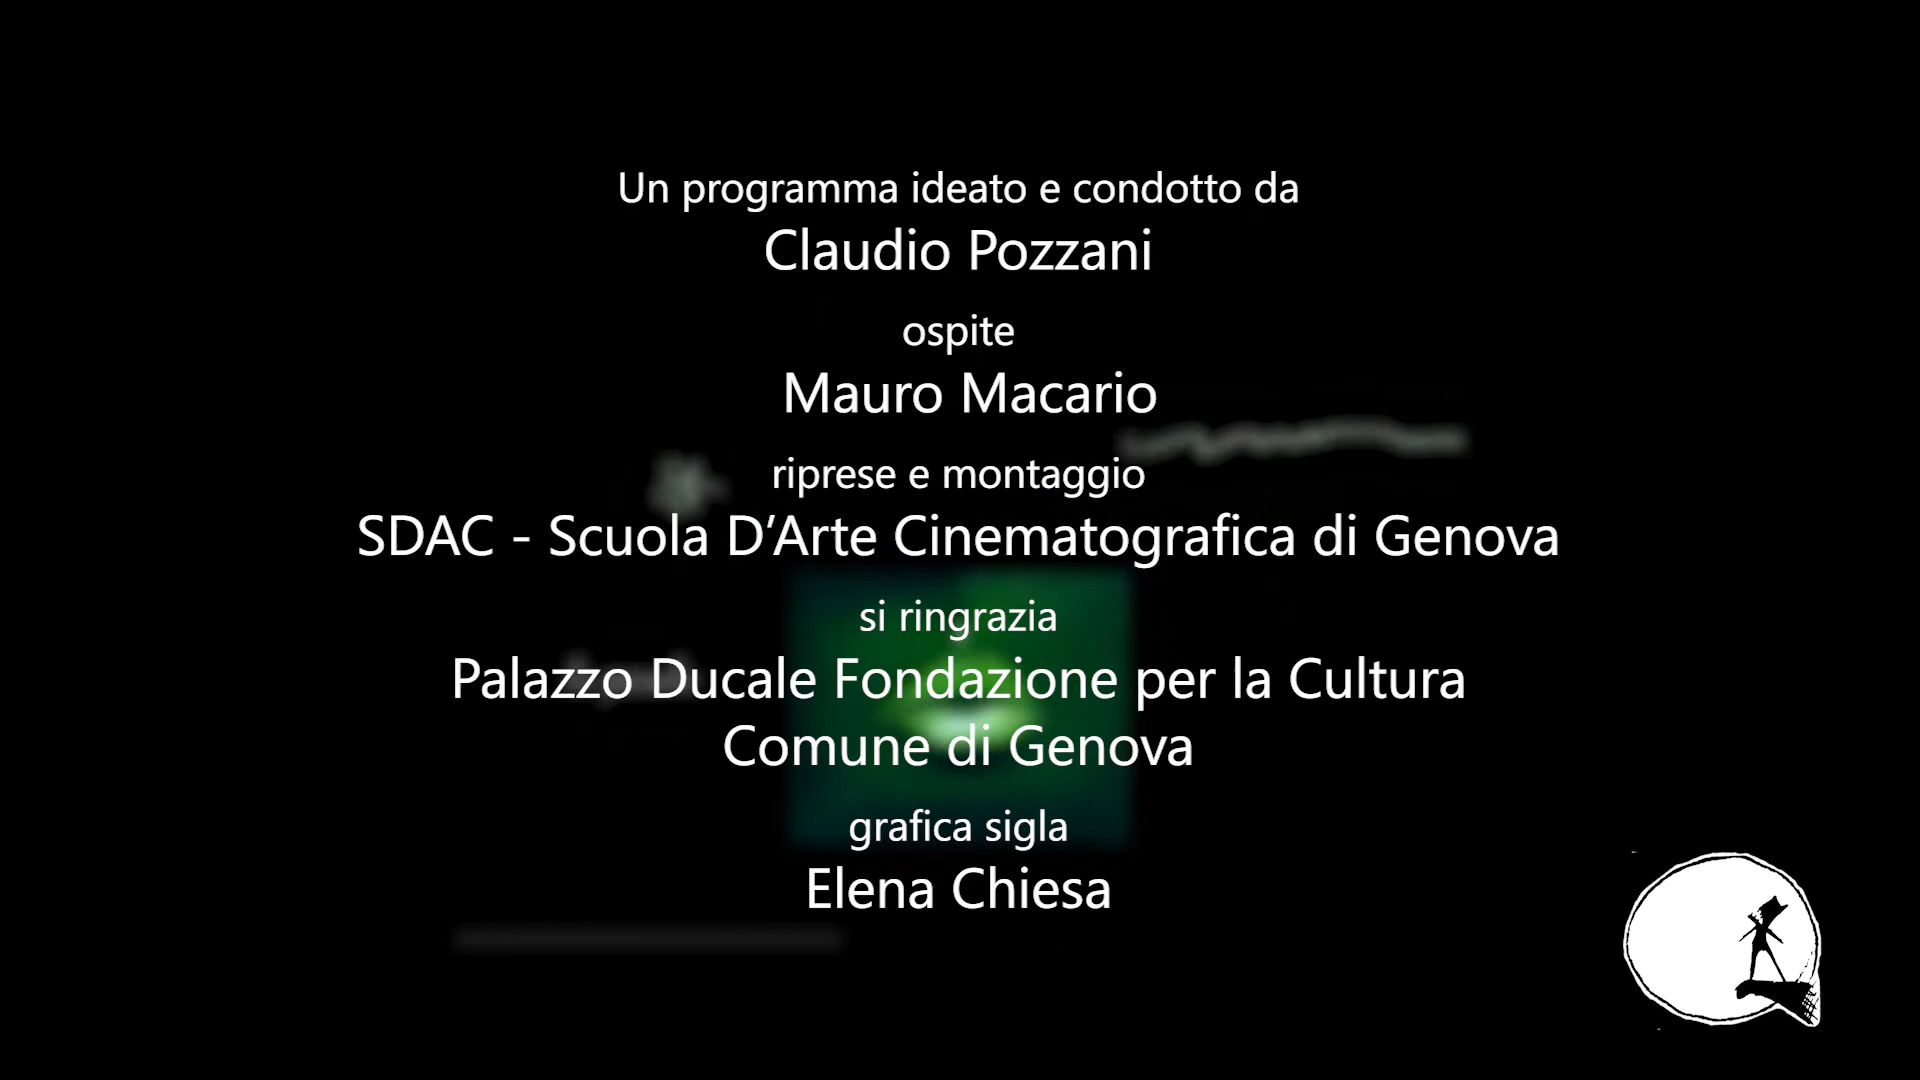 Un programma ideato e condotto da
Claudio Pozzani
ospite
Mauro Macario
riprese e montaggio
SDAC - Scuola D’Arte Cinematografica di Genova
si ringrazia
Palazzo Ducale Fondazione per la Cultura
Comune di Genova
grafica sigla
Elena Chiesa